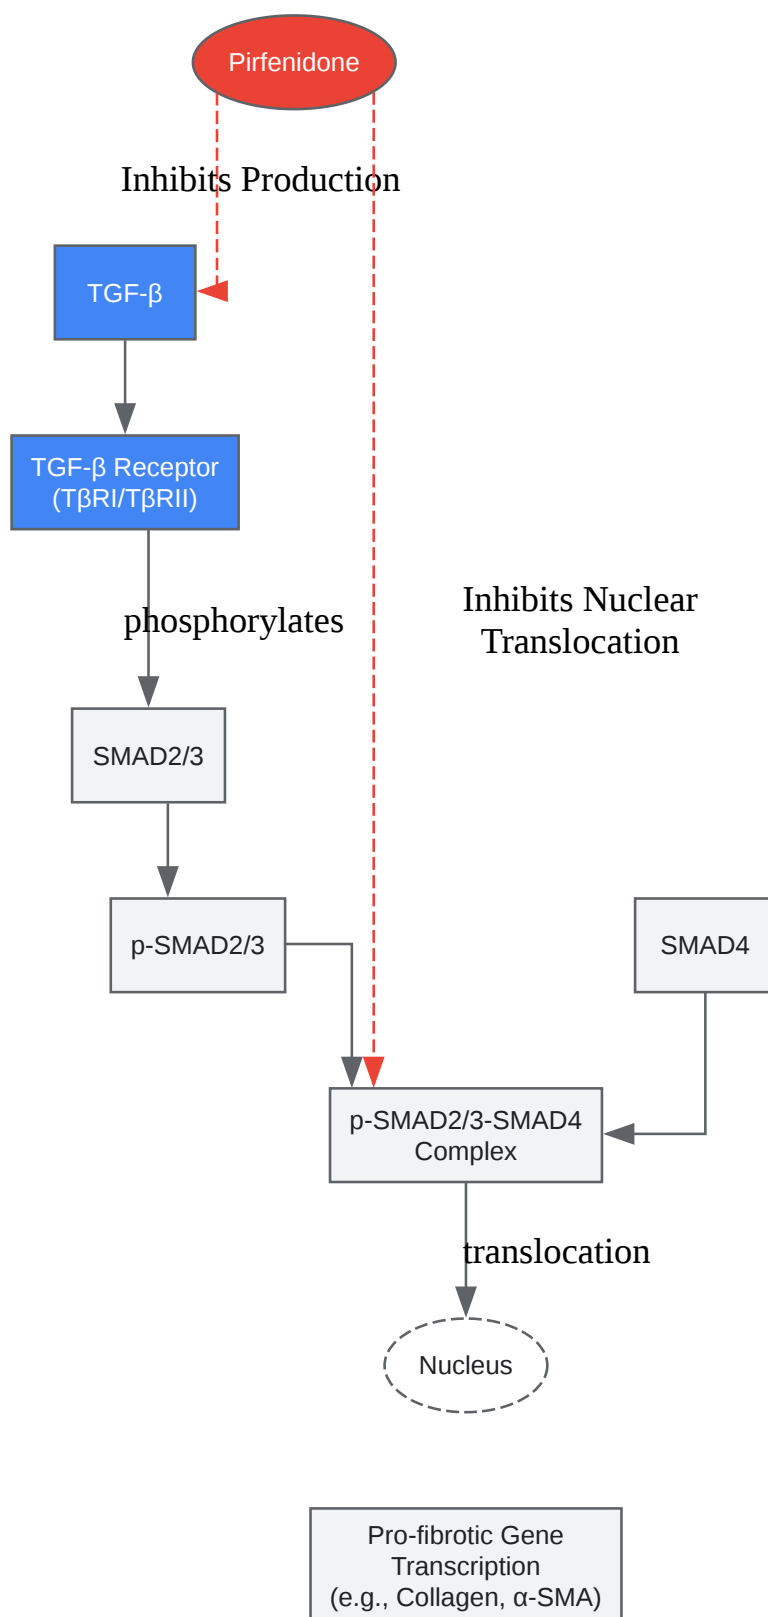 Pirfenidone
Inhibits Production
TGF-β
TGF-β Receptor
(TβRI/TβRII)
phosphorylates
Inhibits Nuclear
Translocation
SMAD2/3
p-SMAD2/3
SMAD4
p-SMAD2/3-SMAD4
Complex
translocation
Nucleus
Pro-fibrotic Gene
Transcription
(e.g., Collagen, α-SMA)